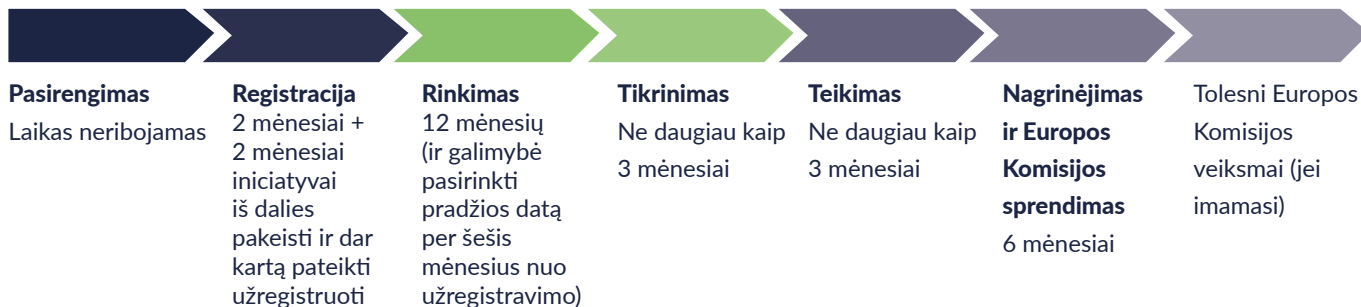 Pasirengimas
Laikas neribojamas
Registracija
2 mėnesiai +
2 mėnesiai
iniciatyvai
iš dalies
pakeisti ir dar
kartą pateikti
užregistruoti
Rinkimas
12 mėnesių
(ir galimybė
pasirinkti
pradžios datą
per šešis
mėnesius nuo
užregistravimo)
Tikrinimas
Ne daugiau kaip
3 mėnesiai
Teikimas
Ne daugiau kaip
3 mėnesiai
Nagrinėjimas
ir Europos
Komisijos
sprendimas
6 mėnesiai
Tolesni Europos
Komisijos
veiksmai (jei
imamasi)